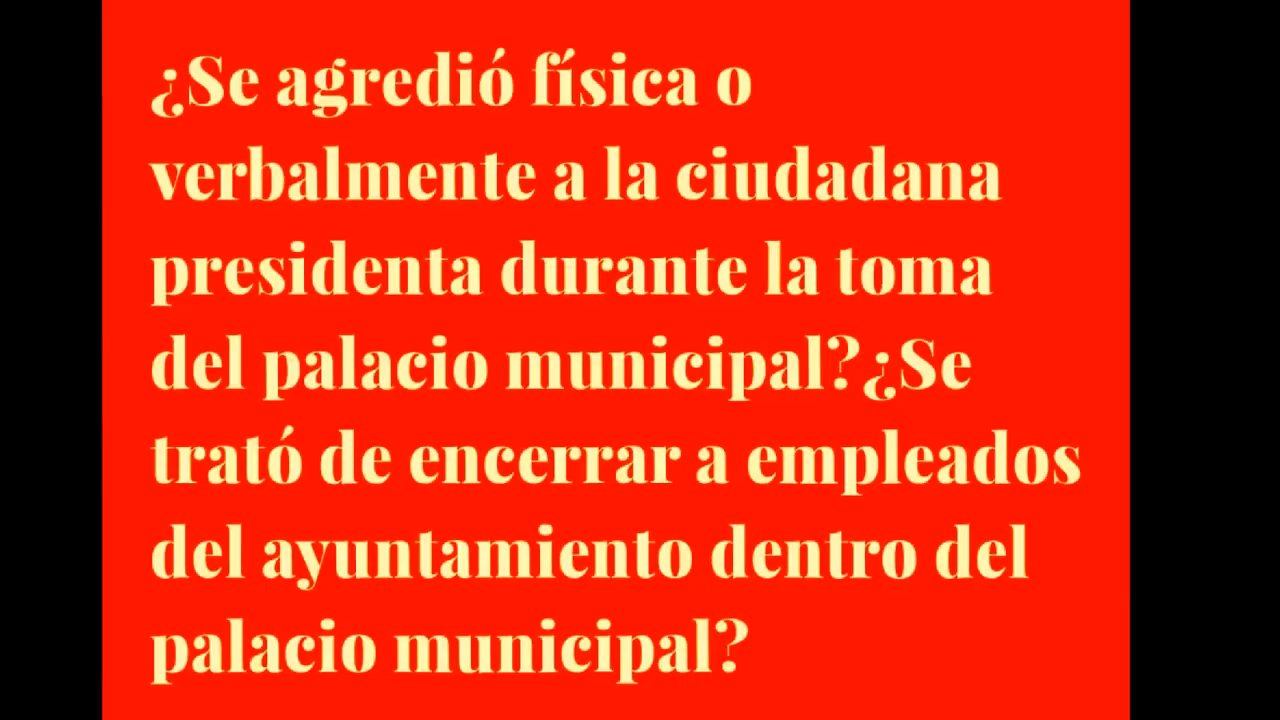 ¿Se agredió física o
verbalmente a la ciudadana
presidenta durante la toma
del palacio municipal?¿Se
trató de encerrar a empleados
del ayuntamiento dentro del
palacio municipal?